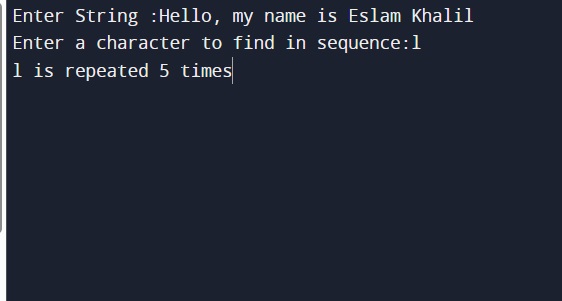 Enter String :Hello, my name is Eslam Khalil
Enter a character to find in sequence:l
l is repeated 5 times